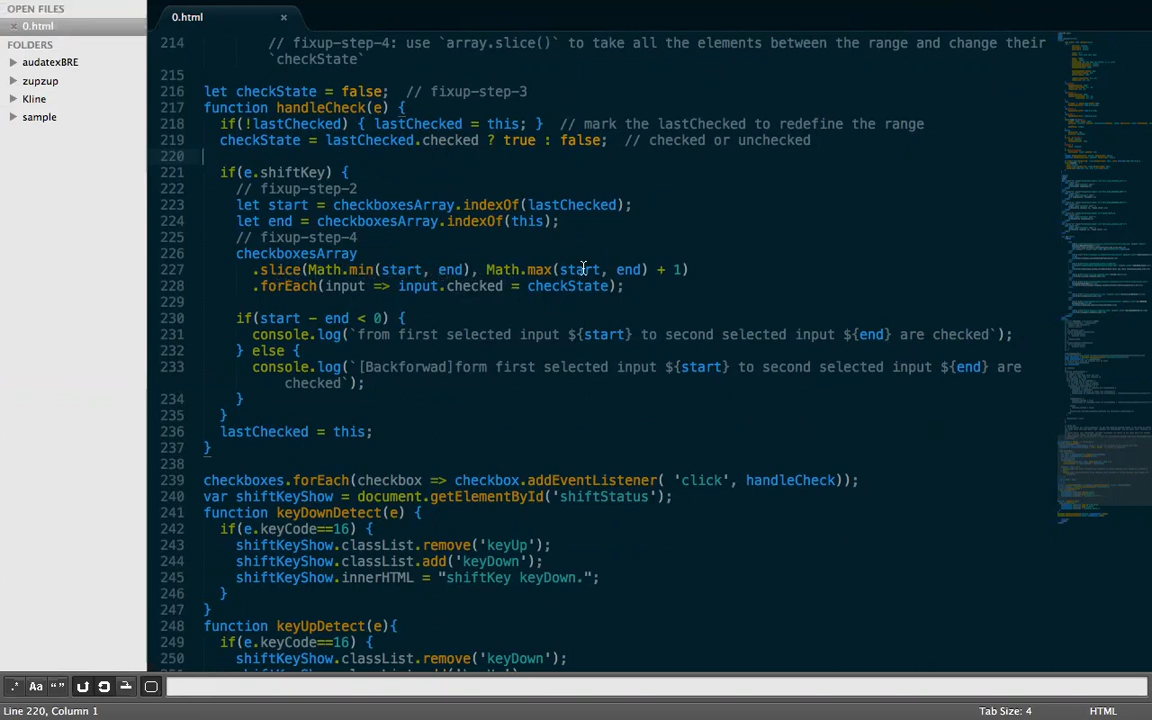 OPEN FILES
0.html
FOLDERS
audatexBRE
zupzup
Kline
sample
0.html
214 // fixup-step-4: use `array.slice()` to take all the elements between the range and change their
`checkState`
215
216 let checkState = false;  // fixup-step-3
217 function handleCheck(e) {
218 if(!lastChecked) { lastChecked = this; }  // mark the lastChecked to redefine the range
219 checkState = lastChecked.checked ? true : false;  // checked or unchecked
220
221 if(e.shiftKey) {
222 // fixup-step-2
223 let start = checkboxesArray.indexOf(lastChecked);
224 let end = checkboxesArray.indexOf(this);
225 // fixup-step-4
226 checkboxesArray
227 .slice(Math.min(start, end), Math.max(start, end) + 1)
228 .forEach(input => input.checked = checkState);
229
230 if(start - end < 0) {
231 console.log(`from first selected input ${start} to second selected input ${end} are checked`);
232 } else {
233 console.log(`[Backforwad]form first selected input ${start} to second selected input ${end} are
checked`);
234 }
235 }
236 lastChecked = this;
237 }
238
239 checkboxes.forEach(checkbox => checkbox.addEventListener( 'click', handleCheck));
240 var shiftKeyShow = document.getElementById('shiftStatus');
241 function keyDownDetect(e) {
242 if(e.keyCode==16) {
243 shiftKeyShow.classList.remove('keyUp');
244 shiftKeyShow.classList.add('keyDown');
245 shiftKeyShow.innerHTML = "shiftKey keyDown.";
246 }
247 }
248 function keyUpDetect(e){
249 if(e.keyCode==16) {
250 shiftKeyShow.classList.remove('keyDown');
.* Aa “ ”
Line 220, Column 1
Tab Size: 4
HTML